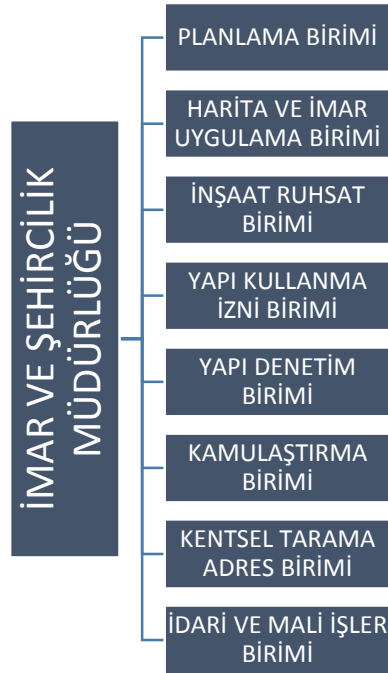 İMAR VE ŞEHİRCİLİK
MÜDÜRLÜĞÜ
PLANLAMA BİRİMİ
HARİTA VE İMAR
UYGULAMA BİRİMİ
İNŞAAT RUHSAT
BİRİMİ
YAPI KULLANMA
İZNİ BİRİMİ
YAPI DENETİM
BİRİMİ
KAMULAŞTIRMA
BİRİMİ
KENTSEL TARAMA
ADRES BİRİMİ
İDARİ VE MALİ İŞLER
BİRİMİ